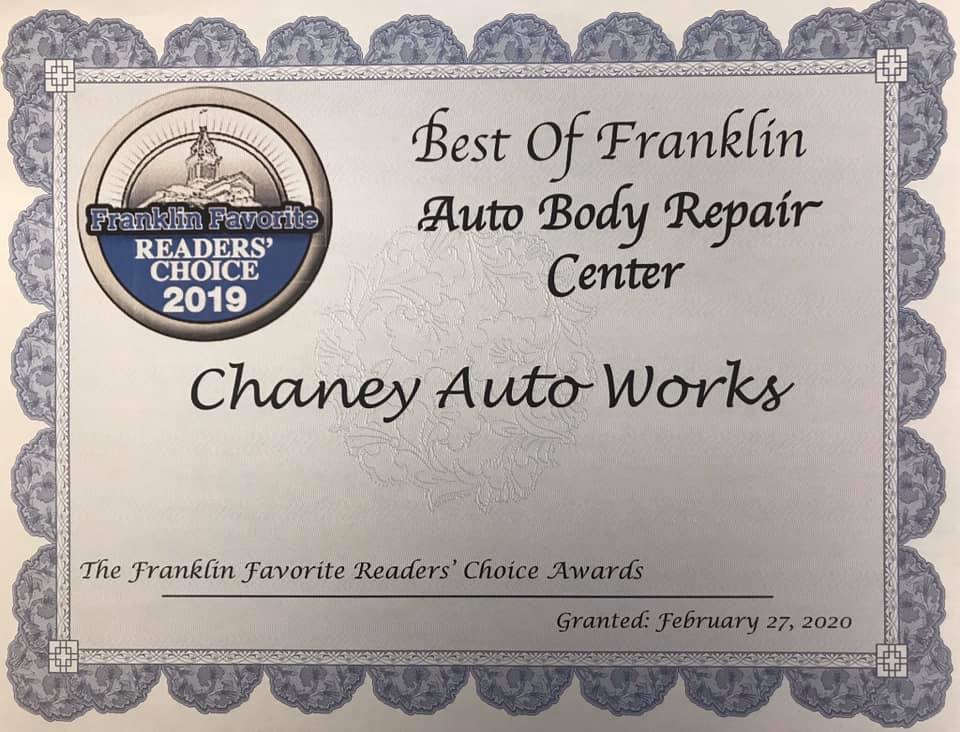 Franklin Favorite
READERS'
CHOICE
2019
Best Of Franklin
Auto Body Repair
Center
Chaney Auto Works
The Franklin Favorite Readers' Choice Awards
Granted: February 27, 2020